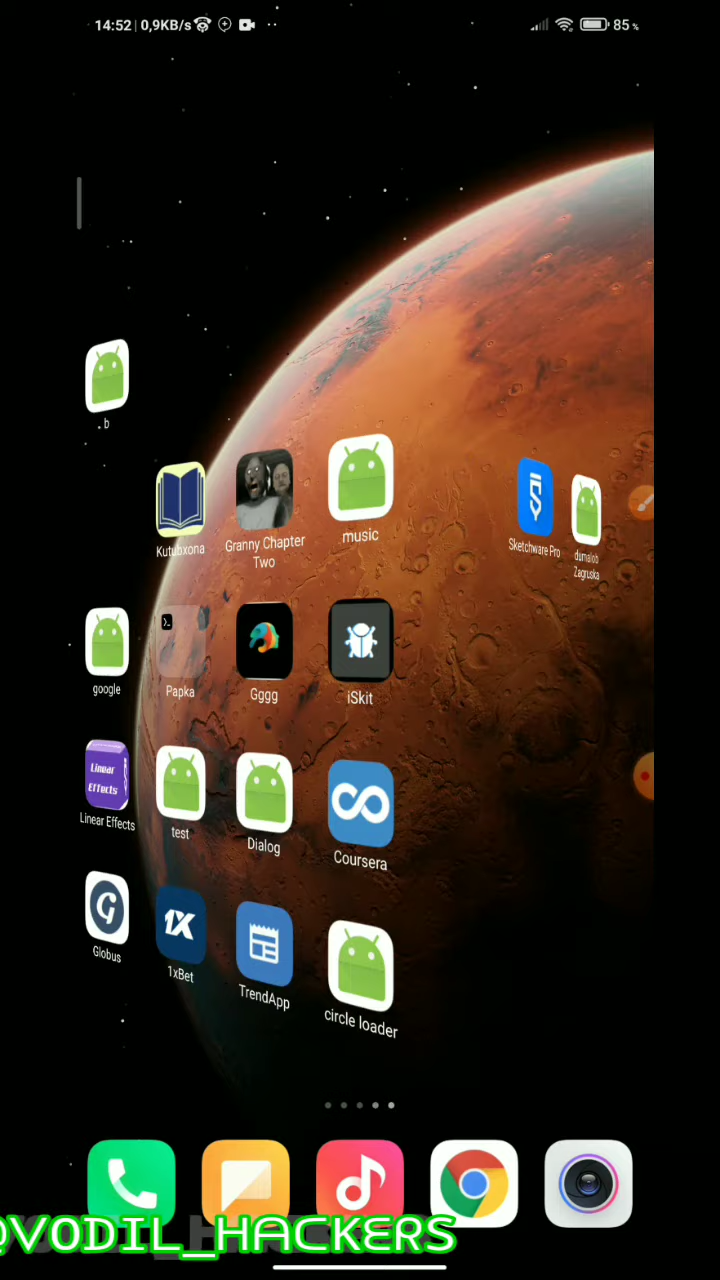 14:52 | 0,9KB/s
85 %
. b
Kutubxona
Granny Chapter Two
music
Sketchware Pro
dumalob Zagruska
google
Papka
Gggg
iSkit
Linear Effects
Linear Effects
test
Dialog
Coursera
G
Globus
1X
1xBet
TrendApp
circle loader
@VODIL_HACKERS